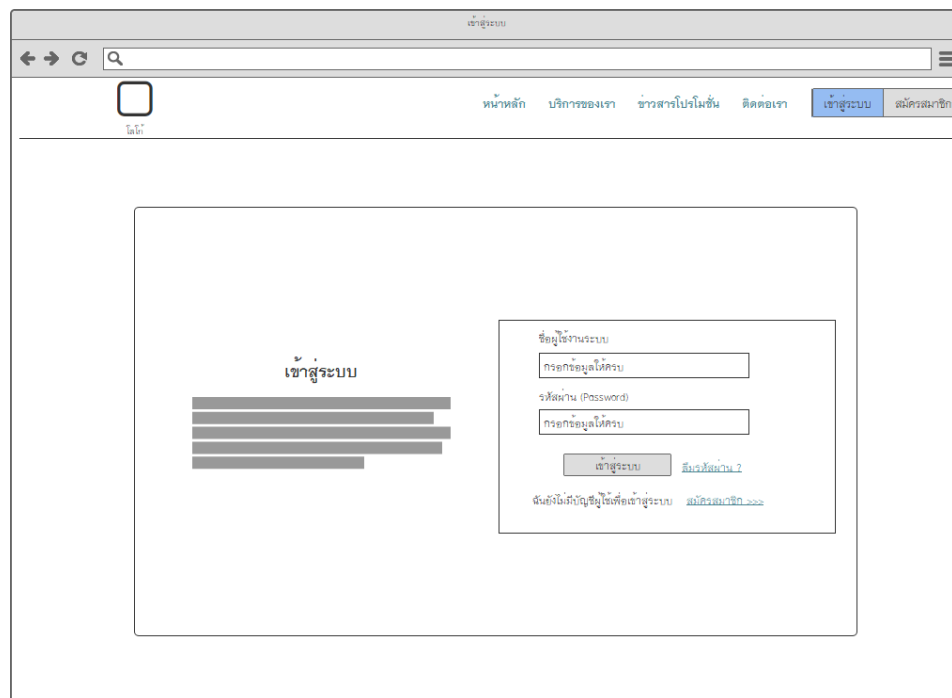 เข้าสู่ระบบ
หน้าหลัก บริการของเรา ข่าวสารโปรโมชั่น ติดต่อเรา เข้าสู่ระบบ สมัครสมาชิก
โลโก้
เข้าสู่ระบบ
ชื่อผู้ใช้งานระบบ
กรอกข้อมูลให้ครบ
รหัสผ่าน (Password)
กรอกข้อมูลให้ครบ
เข้าสู่ระบบ ลืมรหัสผ่าน ?
ฉันยังไม่มีบัญชีผู้ใช้เพื่อเข้าสู่ระบบ สมัครสมาชิก >>>